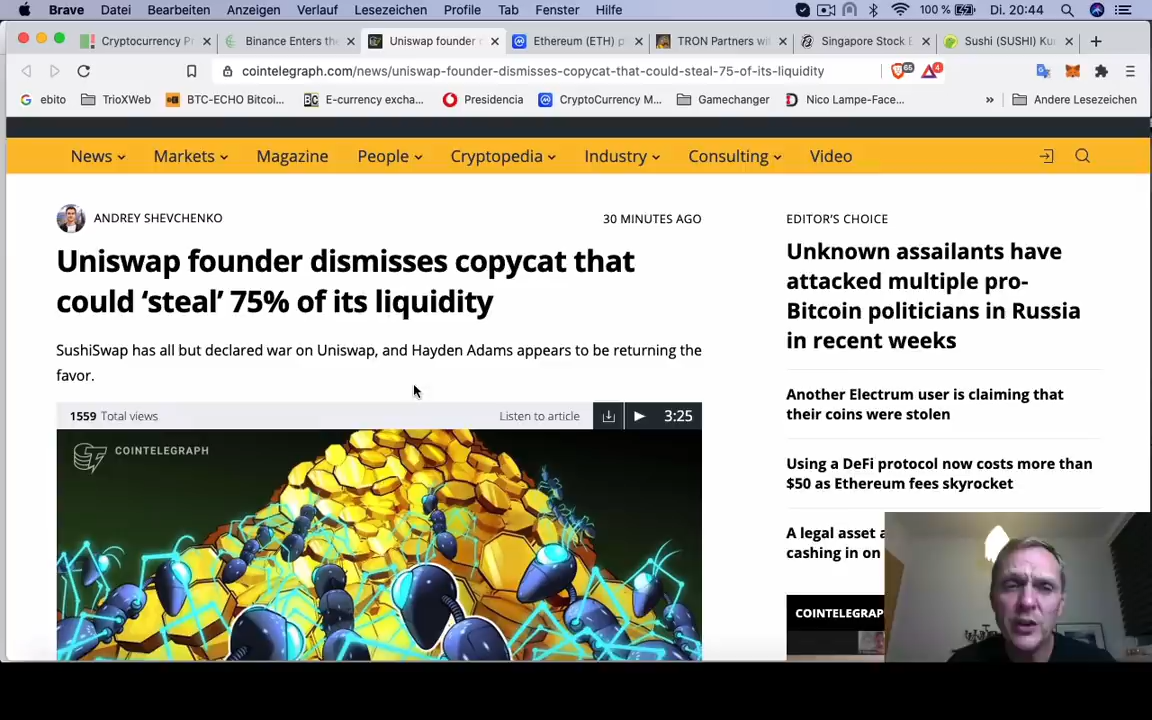 Brave Datei Bearbeiten Anzeigen Verlauf Lesezeichen Profile Tab Fenster Hilfe 100 % Di. 20:44
Cryptocurrency Pr Binance Enters the Uniswap founder Ethereum (ETH) p TRON Partners wi Singapore Stock E Sushi (SUSHI) Ku
cointelegraph.com/news/uniswap-founder-dismisses-copycat-that-could-steal-75-of-its-liquidity 65 4
ebito TrioXWeb BTC-ECHO Bitcoi... E-currency excha... Presidencia CryptoCurrency M... Gamechanger Nico Lampe-Face... » Andere Lesezeichen
News Markets Magazine People Cryptopedia Industry Consulting Video
ANDREY SHEVCHENKO 30 MINUTES AGO
Uniswap founder dismisses copycat that
could ‘steal’ 75% of its liquidity
SushiSwap has all but declared war on Uniswap, and Hayden Adams appears to be returning the
favor.
1559 Total views Listen to article 3:25
COINTELEGRAPH
EDITOR’S CHOICE
Unknown assailants have
attacked multiple pro-
Bitcoin politicians in Russia
in recent weeks
Another Electrum user is claiming that
their coins were stolen
Using a DeFi protocol now costs more than
$50 as Ethereum fees skyrocket
A legal asset
cashing in on
COINTELEGRAP